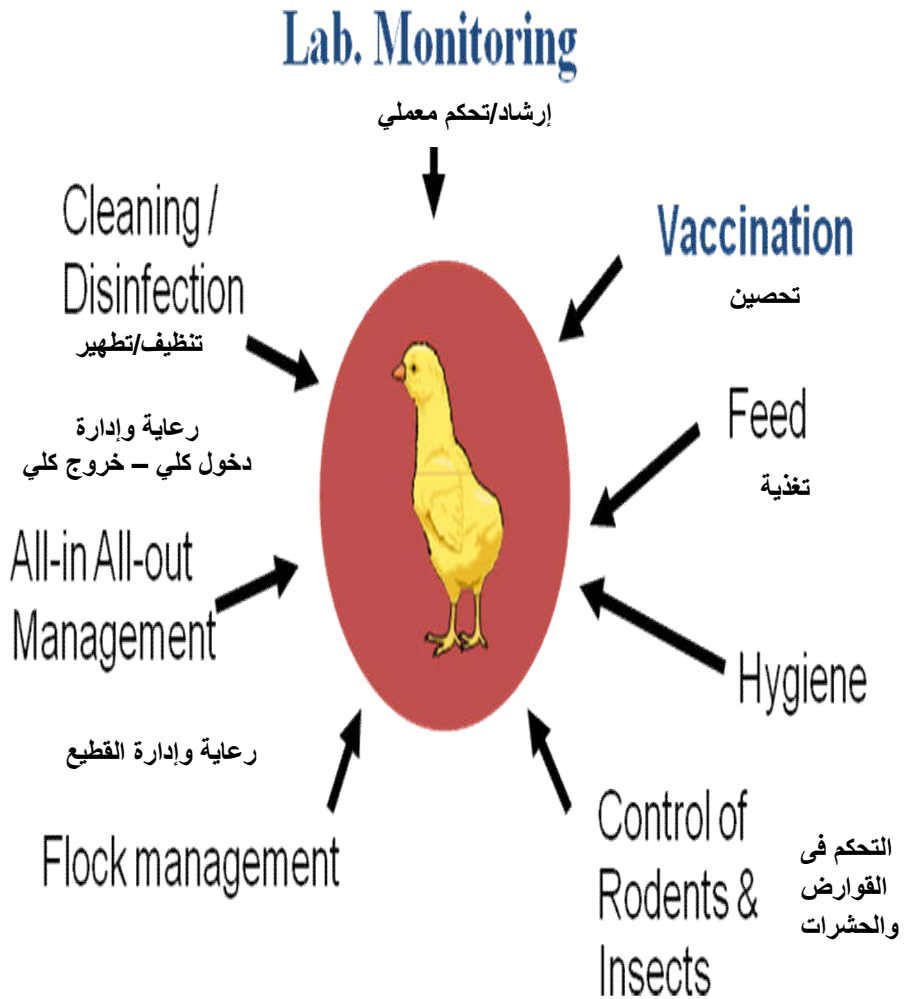 Lab. Monitoring
إرشاد/تحكم معملي
Cleaning /
Disinfection
تنظيف/تطهير
Vaccination
تحصين
رعاية وإدارة
دخول كلي – خروج كلي
All-in All-out
Management
Feed
تغذية
Hygiene
رعاية وإدارة القطيع
Flock management
Control of
Rodents &
Insects
التحكم فى
القوارض
والحشرات